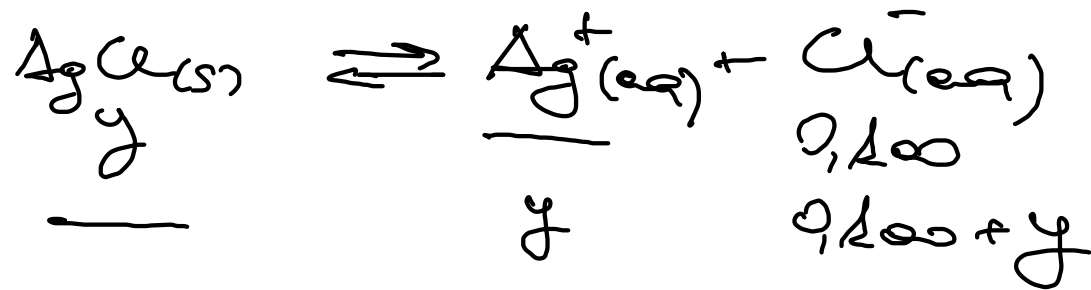 AgCl(s) ⇌ Ag⁺(aq) + Cl⁻(aq)
y — 0,100
— y 0,100 + y